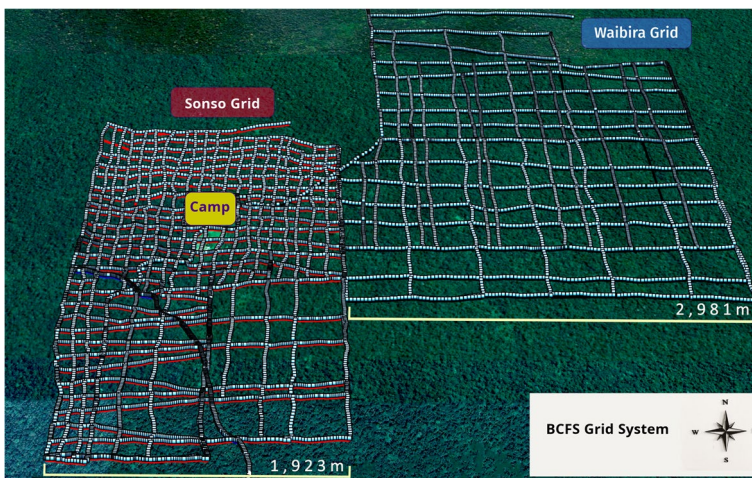 Waibira Grid
Sonso Grid
Camp
2,981m
BCFS Grid System
N
W
S
1,923m